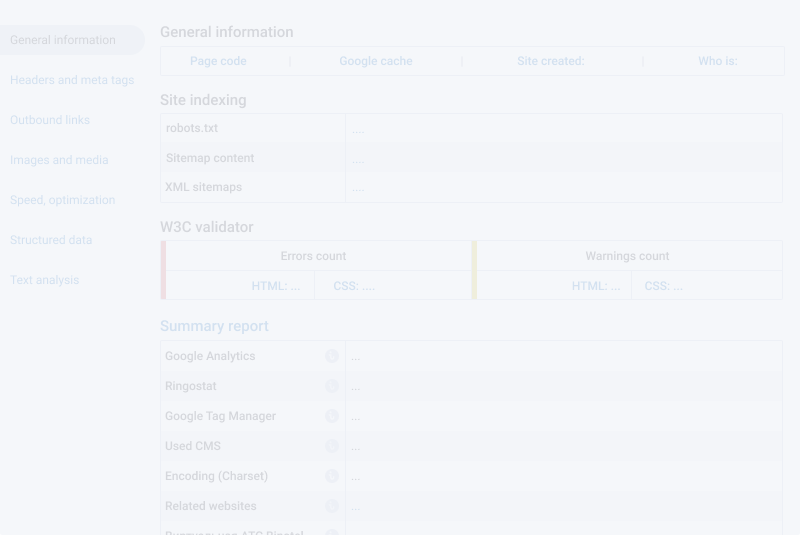 General information
Headers and meta tags
Outbound links
Images and media
Speed, optimization
Structured data
Text analysis
General information
Page code | Google cache | Site created: | Who is:
Site indexing
robots.txt ....
Sitemap content ....
XML sitemaps ....
W3C validator
Errors count Warnings count
HTML: ... CSS: .... HTML: ... CSS: ...
Summary report
Google Analytics ...
Ringostat ...
Google Tag Manager ...
Used CMS ...
Encoding (Charset) ...
Related websites ...